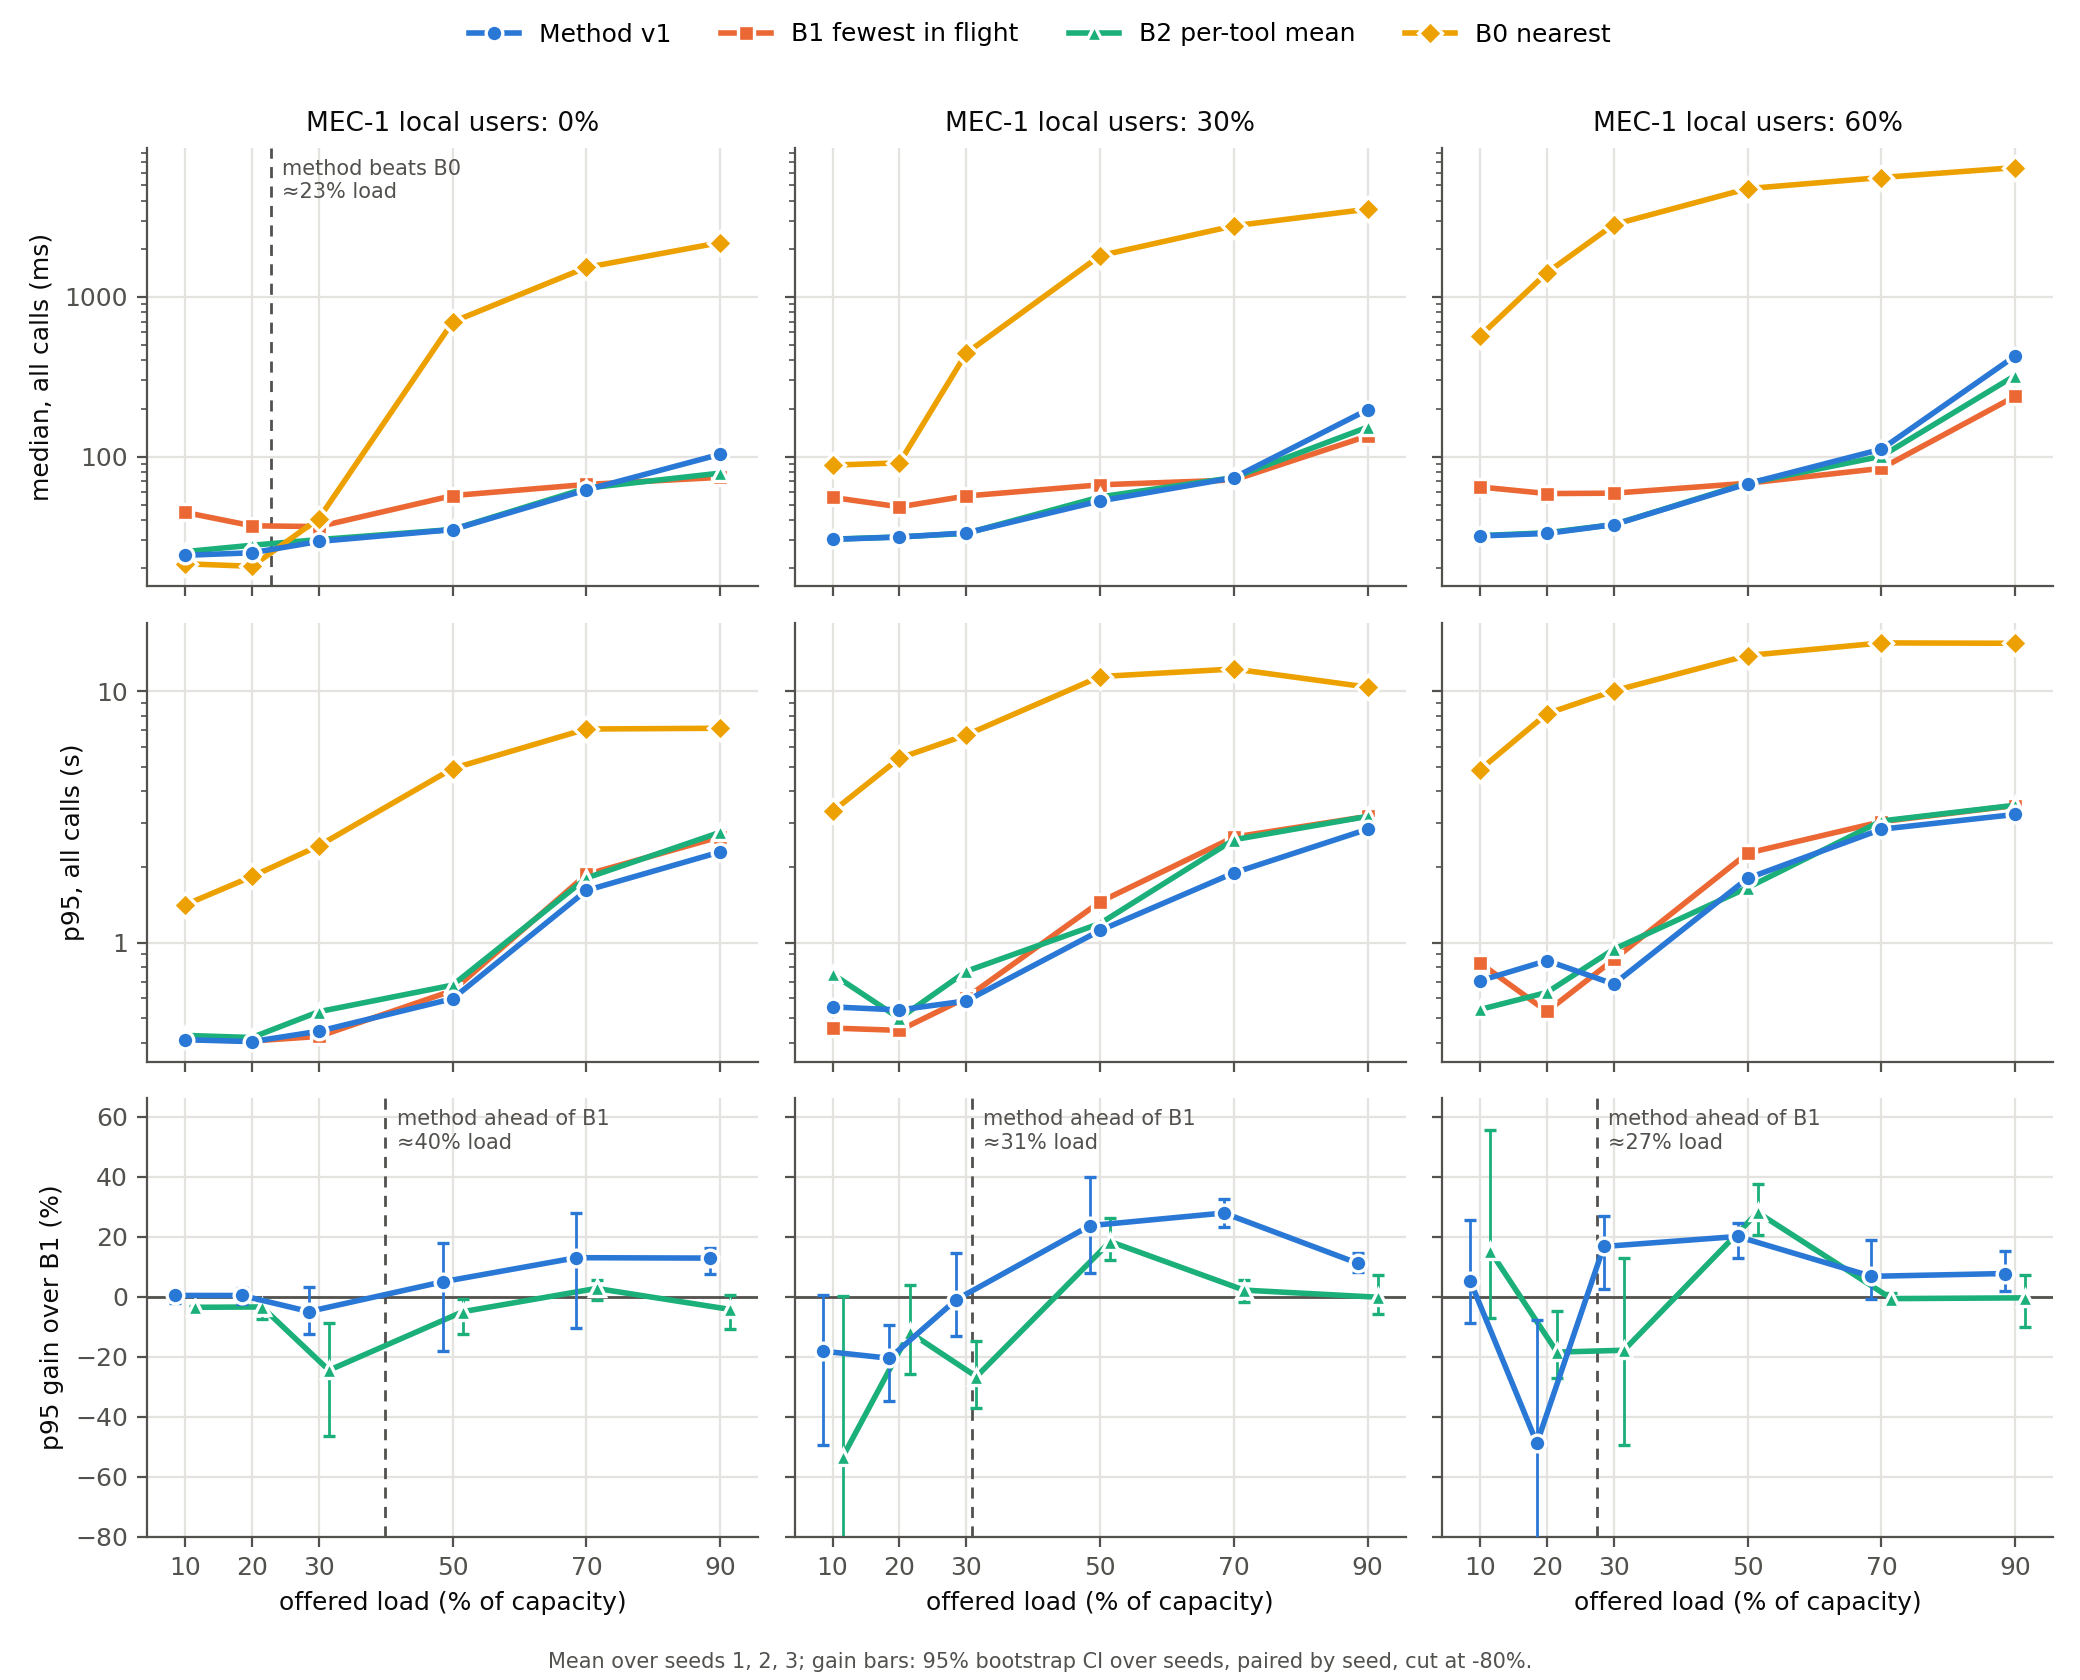 Method v1
B1 fewest in flight
B2 per-tool mean
B0 nearest
MEC-1 local users: 0%
MEC-1 local users: 30%
MEC-1 local users: 60%
median, all calls (ms)
1000
100
method beats B0
≈23% load
p95, all calls (s)
10
1
p95 gain over B1 (%)
60
40
20
0
−20
−40
−60
−80
method ahead of B1
≈40% load
method ahead of B1
≈31% load
method ahead of B1
≈27% load
10 20 30 50 70 90
10 20 30 50 70 90
10 20 30 50 70 90
offered load (% of capacity)
offered load (% of capacity)
offered load (% of capacity)
Mean over seeds 1, 2, 3; gain bars: 95% bootstrap CI over seeds, paired by seed, cut at -80%.